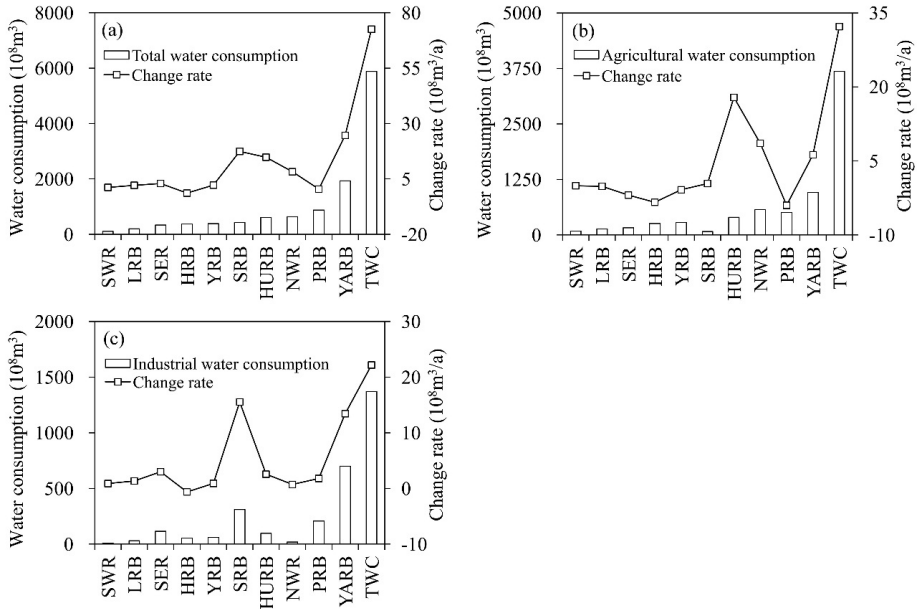 (a)
Total water consumption
Change rate
Water consumption (10⁸m³)
8000
6000
4000
2000
0
Change rate (10⁸m³/a)
80
55
30
5
-20
SWR LRB SER HRB YRB SRB HURB NWR PRB YARB TWC
(b)
Agricultural water consumption
Change rate
Water consumption (10⁸m³)
5000
3750
2500
1250
0
Change rate (10⁸m³/a)
35
20
5
-10
SWR LRB SER HRB YRB SRB HURB NWR PRB YARB TWC
(c)
Industrial water consumption
Change rate
Water consumption (10⁸m³)
2000
1500
1000
500
0
Change rate (10⁸m³/a)
30
20
10
0
-10
SWR LRB SER HRB YRB SRB HURB NWR PRB YARB TWC